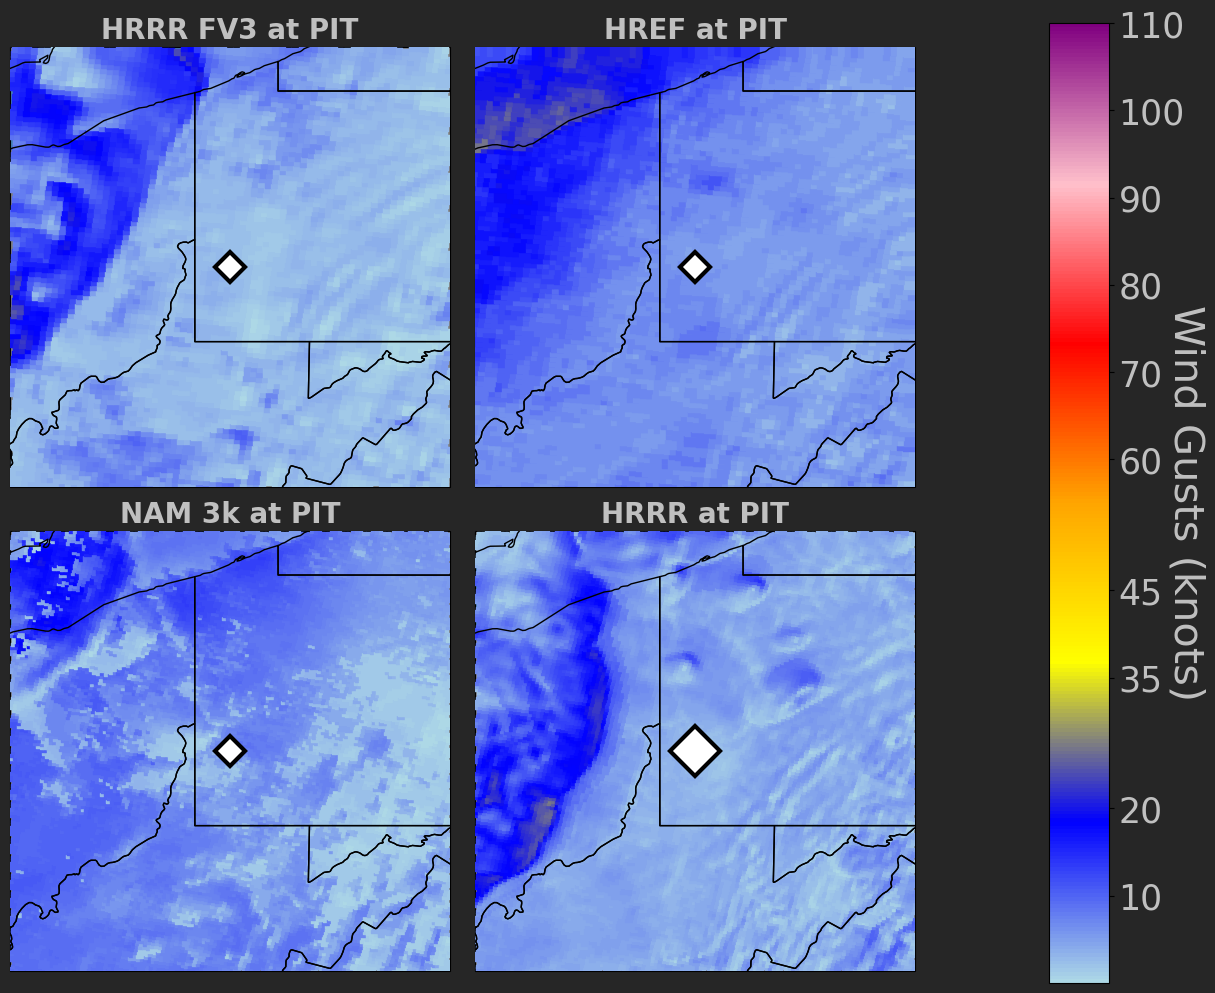 HRRR FV3 at PIT
HREF at PIT
NAM 3k at PIT
HRRR at PIT
110
100
90
80
70
60
45
35
20
10
Wind Gusts (knots)